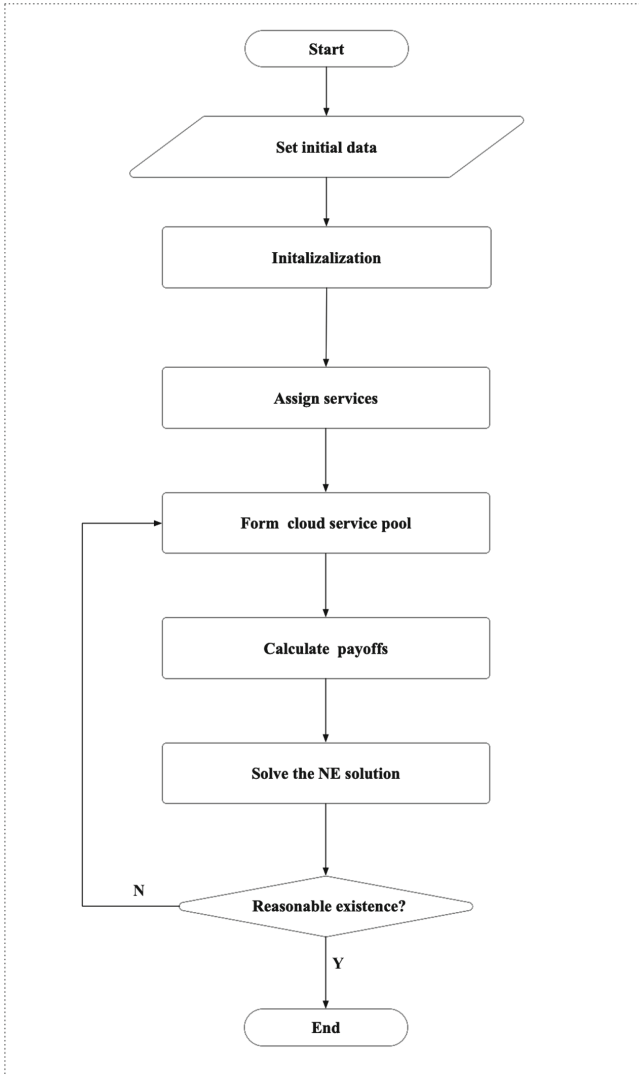 Start
Set initial data
Initalizalization
Assign services
Form cloud service pool
Calculate payoffs
Solve the NE solution
N
Reasonable existence?
Y
End